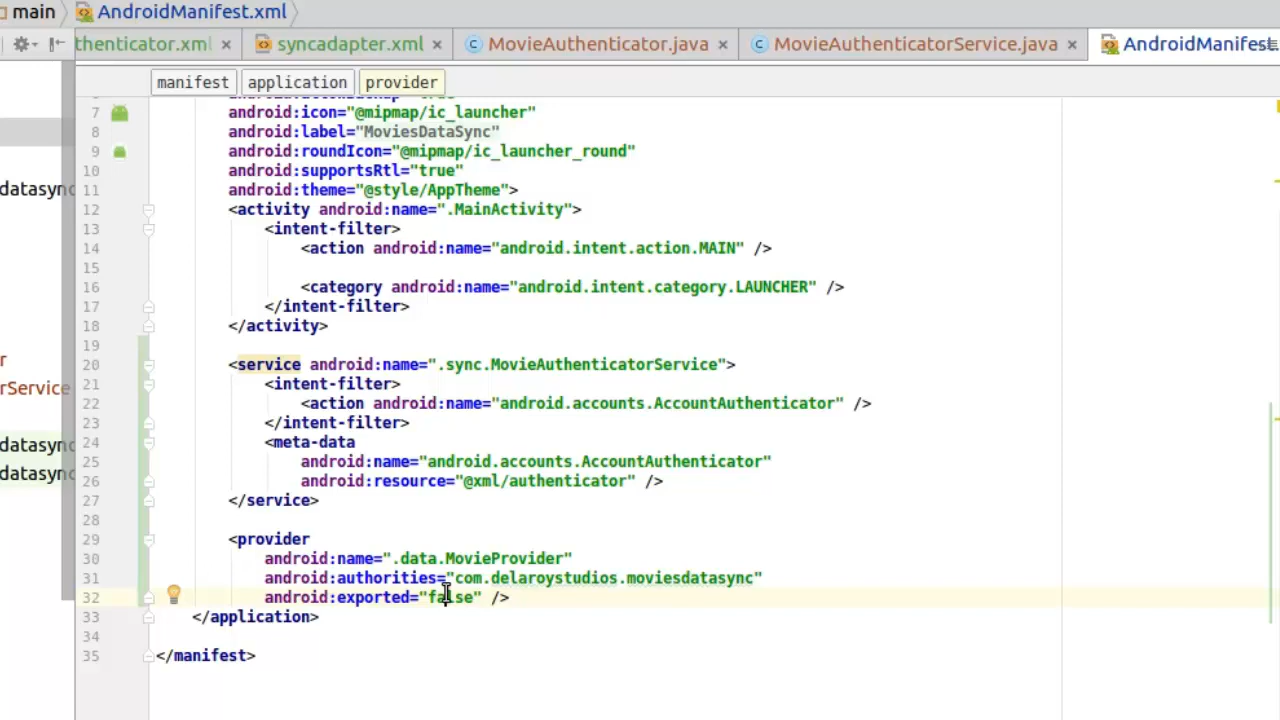 main AndroidManifest.xml
thenticator.xml syncadapter.xml MovieAuthenticator.java MovieAuthenticatorService.java AndroidManifest.
manifest application provider
7 android:icon="@mipmap/ic_launcher"
8 android:label="MoviesDataSync"
9 android:roundIcon="@mipmap/ic_launcher_round"
10 android:supportsRtl="true"
11 android:theme="@style/AppTheme">
12 <activity android:name=".MainActivity">
13 <intent-filter>
14 <action android:name="android.intent.action.MAIN" />
15
16 <category android:name="android.intent.category.LAUNCHER" />
17 </intent-filter>
18 </activity>
19
20 <service android:name=".sync.MovieAuthenticatorService">
21 <intent-filter>
22 <action android:name="android.accounts.AccountAuthenticator" />
23 </intent-filter>
24 <meta-data
25 android:name="android.accounts.AccountAuthenticator"
26 android:resource="@xml/authenticator" />
27 </service>
28
29 <provider
30 android:name=".data.MovieProvider"
31 android:authorities="com.delaroystudios.moviesdatasync"
32 android:exported="false" />
33 </application>
34
35 </manifest>
datasync
r
rService
datasync
datasync